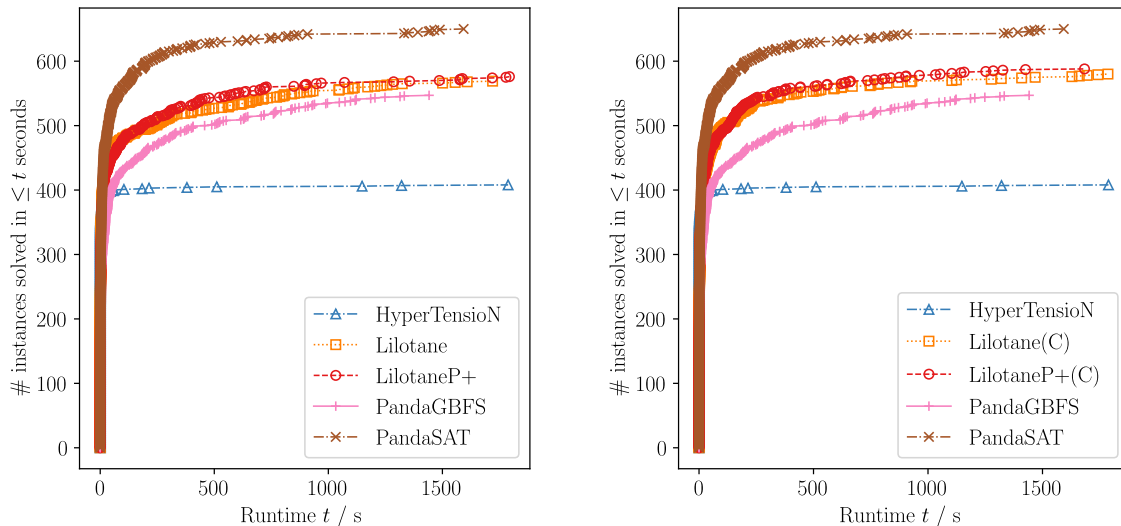 # instances solved in ≤ t seconds
600
500
400
300
200
100
0
0
500
1000
1500
Runtime t / s
HyperTensioN
Lilotane
LilotaneP+
PandaGBFS
PandaSAT
# instances solved in ≤ t seconds
600
500
400
300
200
100
0
0
500
1000
1500
Runtime t / s
HyperTensioN
Lilotane(C)
LilotaneP+(C)
PandaGBFS
PandaSAT